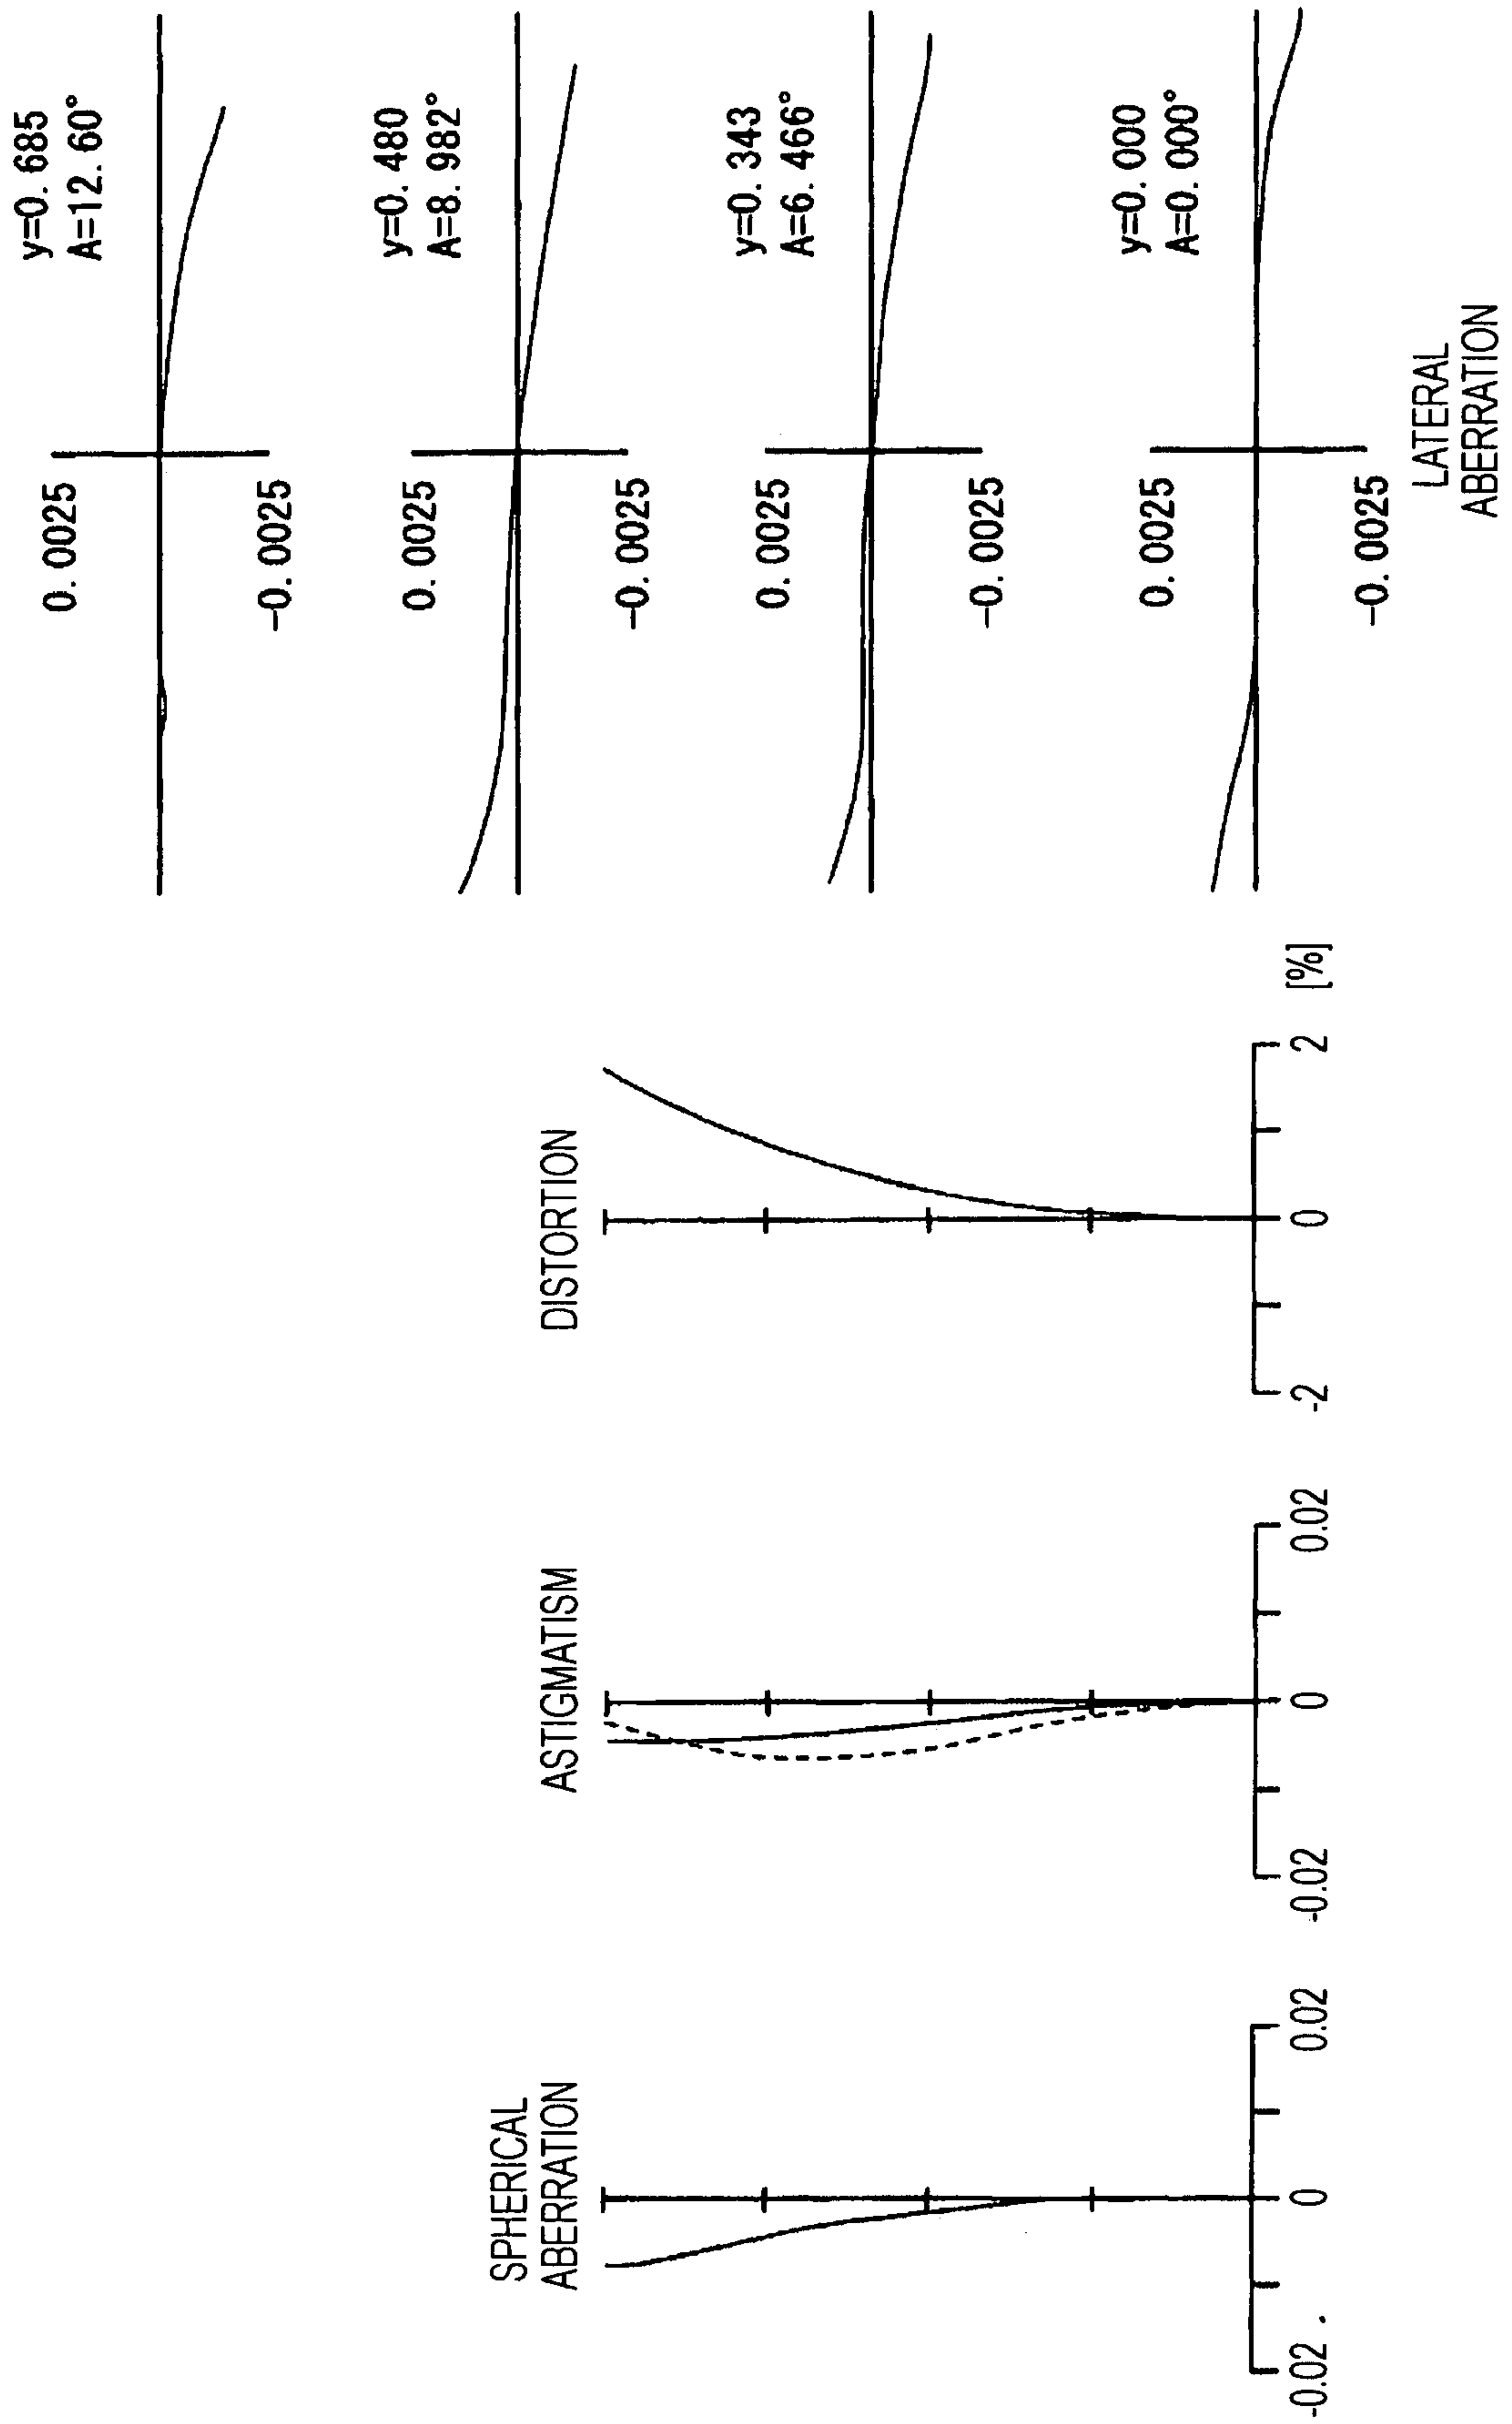 SPHERICAL
ABERRATION
-0.02
0
0.02
ASTIGMATISM
-0.02
0
0.02
DISTORTION
-2
0
2
[%]
y=0.685
A=12.60°
0.0025
-0.0025
y=0.480
A=8.982°
0.0025
-0.0025
y=0.343
A=6.466°
0.0025
-0.0025
y=0.000
A=0.000°
0.0025
-0.0025
LATERAL
ABERRATION